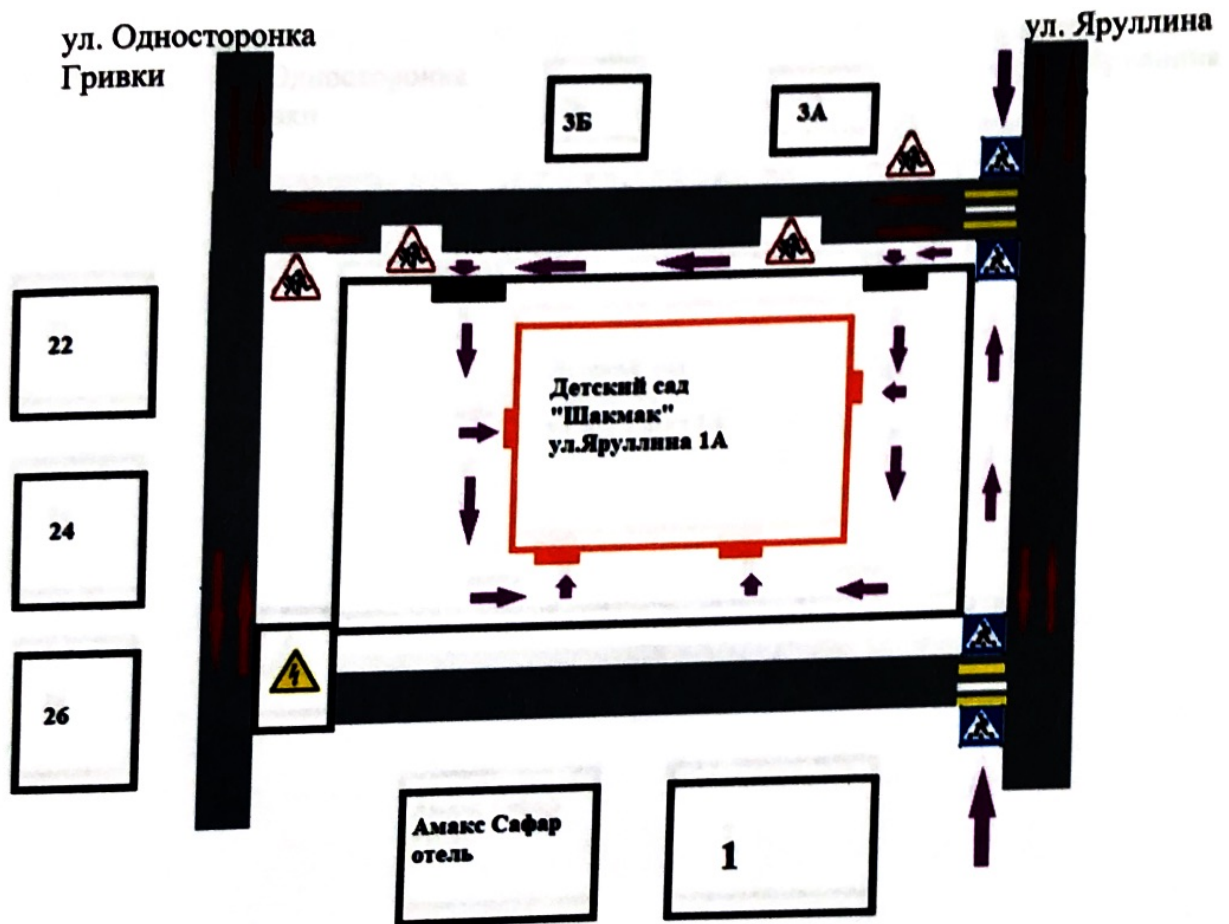 ул. Односторонка
Гривки
ул. Яруллина
3Б
3А
22
Детский сад
"Шакмак"
ул.Яруллина 1А
24
26
Амакс Сафар
отель
1